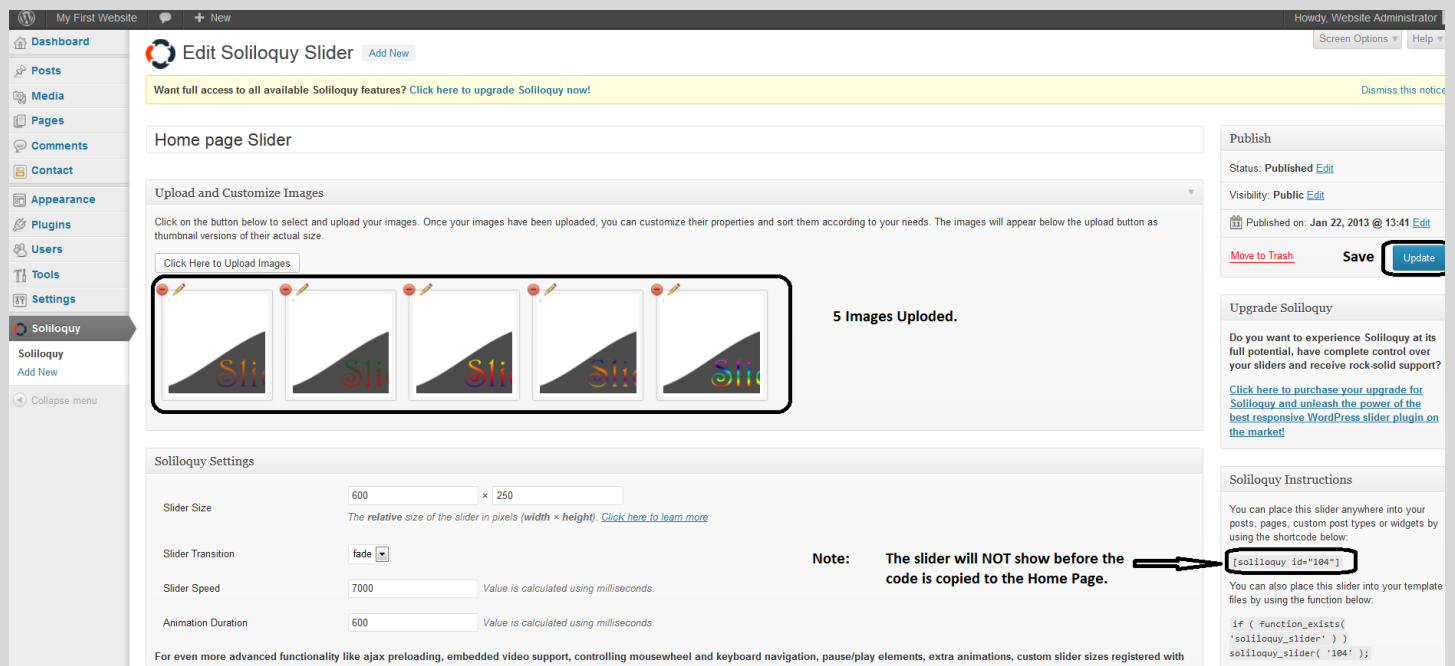 My First Website
+ New
Howdy, Website Administrator
Dashboard
Posts
Media
Pages
Comments
Contact
Appearance
Plugins
Users
Tools
Settings
Soliloquy
Soliloquy
Add New
Collapse menu
Screen Options
Help
Edit Soliloquy Slider
Add New
Want full access to all available Soliloquy features? Click here to upgrade Soliloquy now!
Dismiss this notice
Home page Slider
Upload and Customize Images
Click on the button below to select and upload your images. Once your images have been uploaded, you can customize their properties and sort them according to your needs. The images will appear below the upload button as
thumbnail versions of their actual size.
Click Here to Upload Images
Sli
Sli
Sli
Sli
Sli
5 Images Uploded.
Soliloquy Settings
Slider Size
600 × 250
The relative size of the slider in pixels (width × height). Click here to learn more
Slider Transition
fade
Slider Speed
7000
Value is calculated using milliseconds.
Animation Duration
600
Value is calculated using milliseconds.
Note: The slider will NOT show before the
code is copied to the Home Page.
For even more advanced functionality like ajax preloading, embedded video support, controlling mousewheel and keyboard navigation, pause/play elements, extra animations, custom slider sizes registered with
Publish
Status: Published Edit
Visibility: Public Edit
Published on: Jan 22, 2013 @ 13:41 Edit
Move to Trash
Save
Update
Upgrade Soliloquy
Do you want to experience Soliloquy at its
full potential, have complete control over
your sliders and receive rock-solid support?
Click here to purchase your upgrade for
Soliloquy and unleash the power of the
best responsive WordPress slider plugin on
the market!
Soliloquy Instructions
You can place this slider anywhere into your
posts, pages, custom post types or widgets by
using the shortcode below:
[soliloquy id="104"]
You can also place this slider into your template
files by using the function below:
if ( function_exists(
'soliloquy_slider' ) )
soliloquy_slider( '104' );